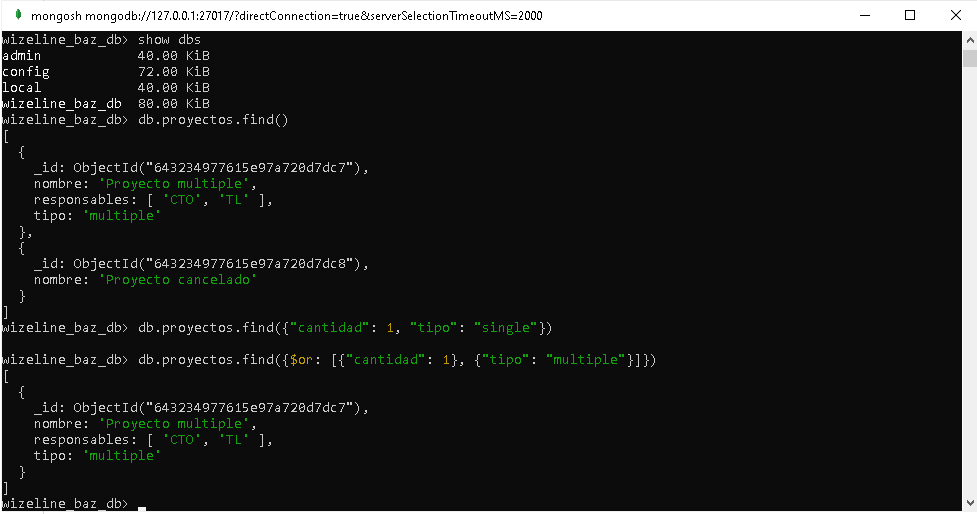 mongosh mongodb://127.0.0.1:27017/?directConnection=true&serverSelectionTimeoutMS=2000
wizeline_baz_db> show dbs
admin            40.00 KiB
config           72.00 KiB
local            40.00 KiB
wizeline_baz_db  80.00 KiB
wizeline_baz_db> db.proyectos.find()
[
  {
    _id: ObjectId("643234977615e97a720d7dc7"),
    nombre: 'Proyecto multiple',
    responsables: [ 'CTO', 'TL' ],
    tipo: 'multiple'
  },
  {
    _id: ObjectId("643234977615e97a720d7dc8"),
    nombre: 'Proyecto cancelado'
  }
]
wizeline_baz_db> db.proyectos.find({"cantidad": 1, "tipo": "single"})
wizeline_baz_db> db.proyectos.find({$or: [{"cantidad": 1}, {"tipo": "multiple"}]})
[
  {
    _id: ObjectId("643234977615e97a720d7dc7"),
    nombre: 'Proyecto multiple',
    responsables: [ 'CTO', 'TL' ],
    tipo: 'multiple'
  }
]
wizeline_baz_db>